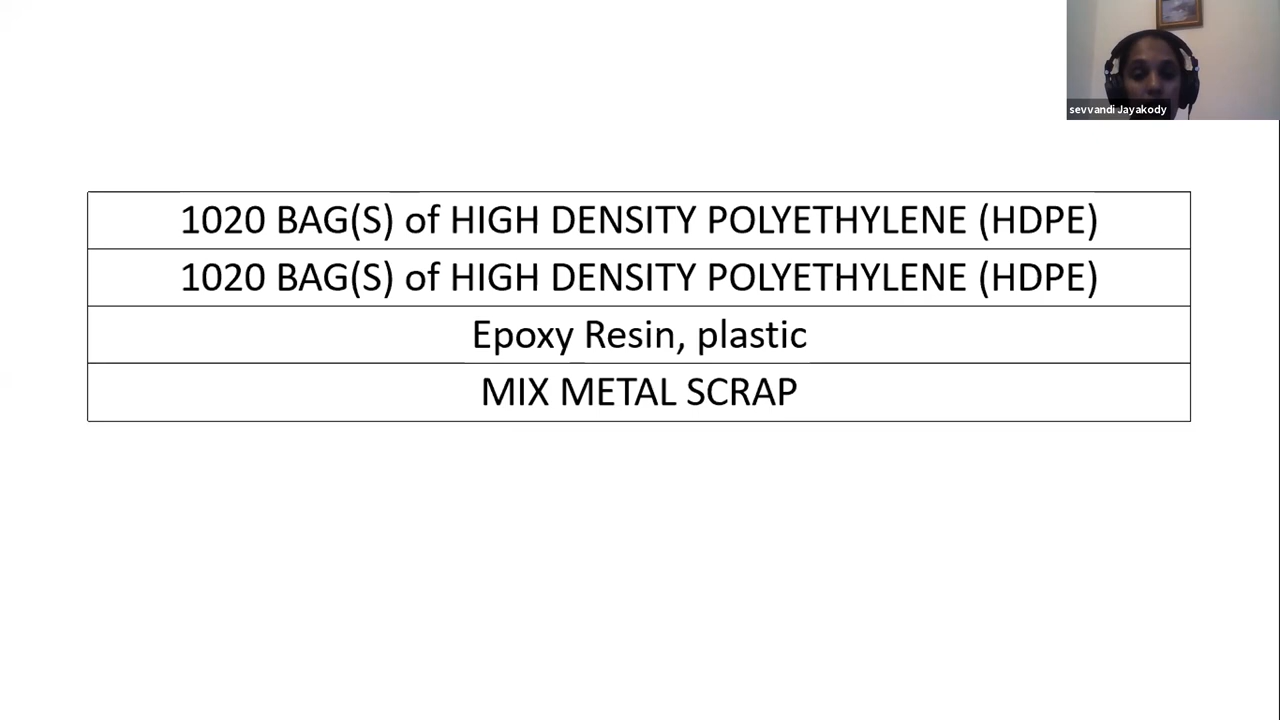 sevvandi Jayakody
1020 BAG(S) of HIGH DENSITY POLYETHYLENE (HDPE)
1020 BAG(S) of HIGH DENSITY POLYETHYLENE (HDPE)
Epoxy Resin, plastic
MIX METAL SCRAP